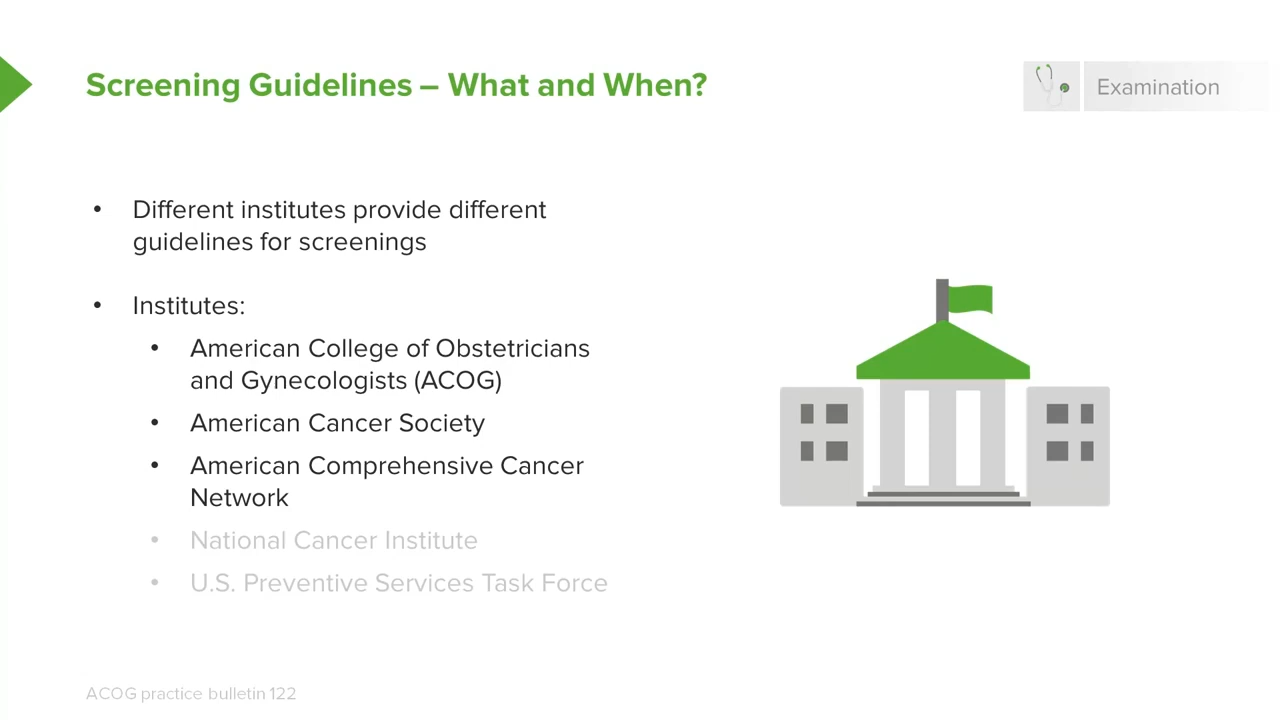 Screening Guidelines – What and When?
Examination
• Different institutes provide different
guidelines for screenings
• Institutes:
• American College of Obstetricians
and Gynecologists (ACOG)
• American Cancer Society
• American Comprehensive Cancer
Network
• National Cancer Institute
• U.S. Preventive Services Task Force
ACOG practice bulletin 122